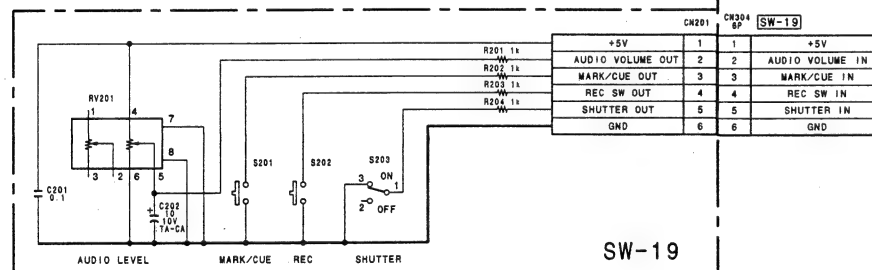 CN201 CN304 6P SW-19
+5V 1 1 +5V
R201 1k AUDIO VOLUME OUT 2 2 AUDIO VOLUME IN
R202 1k MARK/CUE OUT 3 3 MARK/CUE IN
R203 1k REC SW OUT 4 4 REC SW IN
R204 1k SHUTTER OUT 5 5 SHUTTER IN
GND 6 6 GND
RV201
1 4 7
8
3 2 6 5
S201 S202 S203
3 ON 1
2 OFF
C201
0.1
+ C202
10
10V
TA-CA
AUDIO LEVEL MARK/CUE REC SHUTTER
SW-19